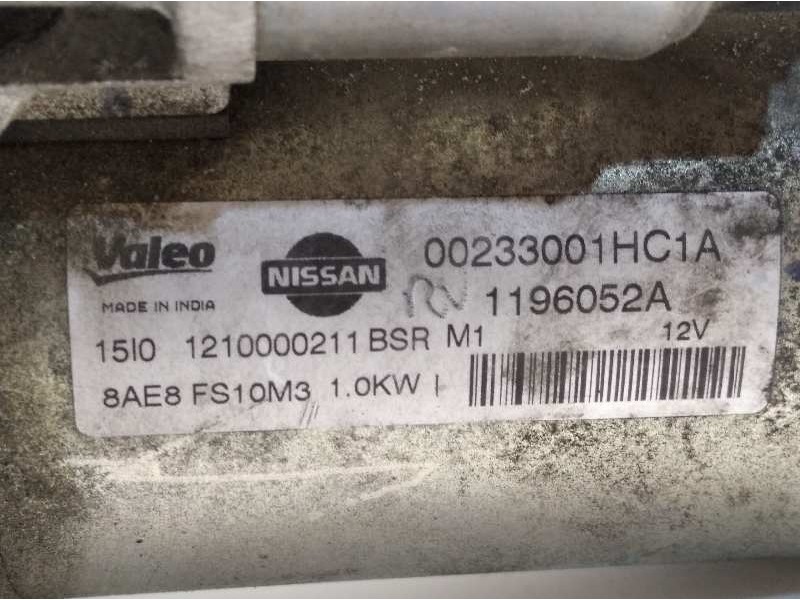 Valeo
NISSAN
00233001HC1A
MADE IN INDIA
1196052A
15I0 1210000211 BSR M1 12V
8AE8 FS10M3 1.0KW I